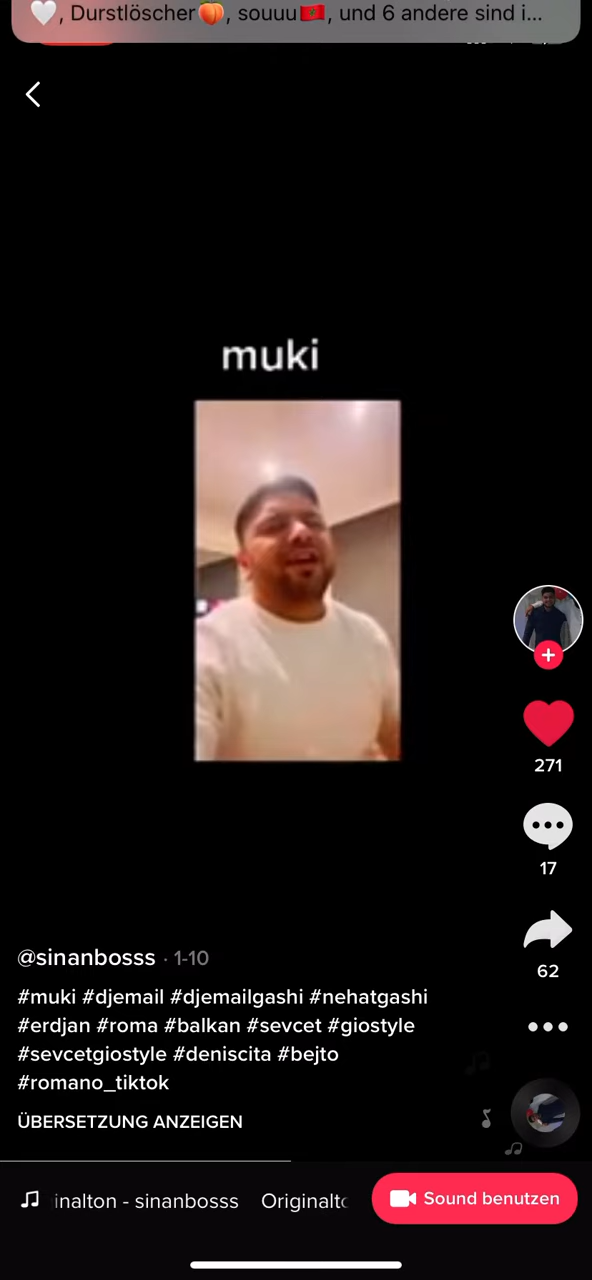 🤍, Durstlöscher🍑, souuu🇲🇦, und 6 andere sind i...
muki
271
17
62
@sinanbosss · 1-10
#muki #djemail #djemailgashi #nehatgashi
#erdjan #roma #balkan #sevcet #giostyle
#sevcetgiostyle #deniscita #bejto
#romano_tiktok
ÜBERSETZUNG ANZEIGEN
inalton - sinanbosss Originalto
Sound benutzen